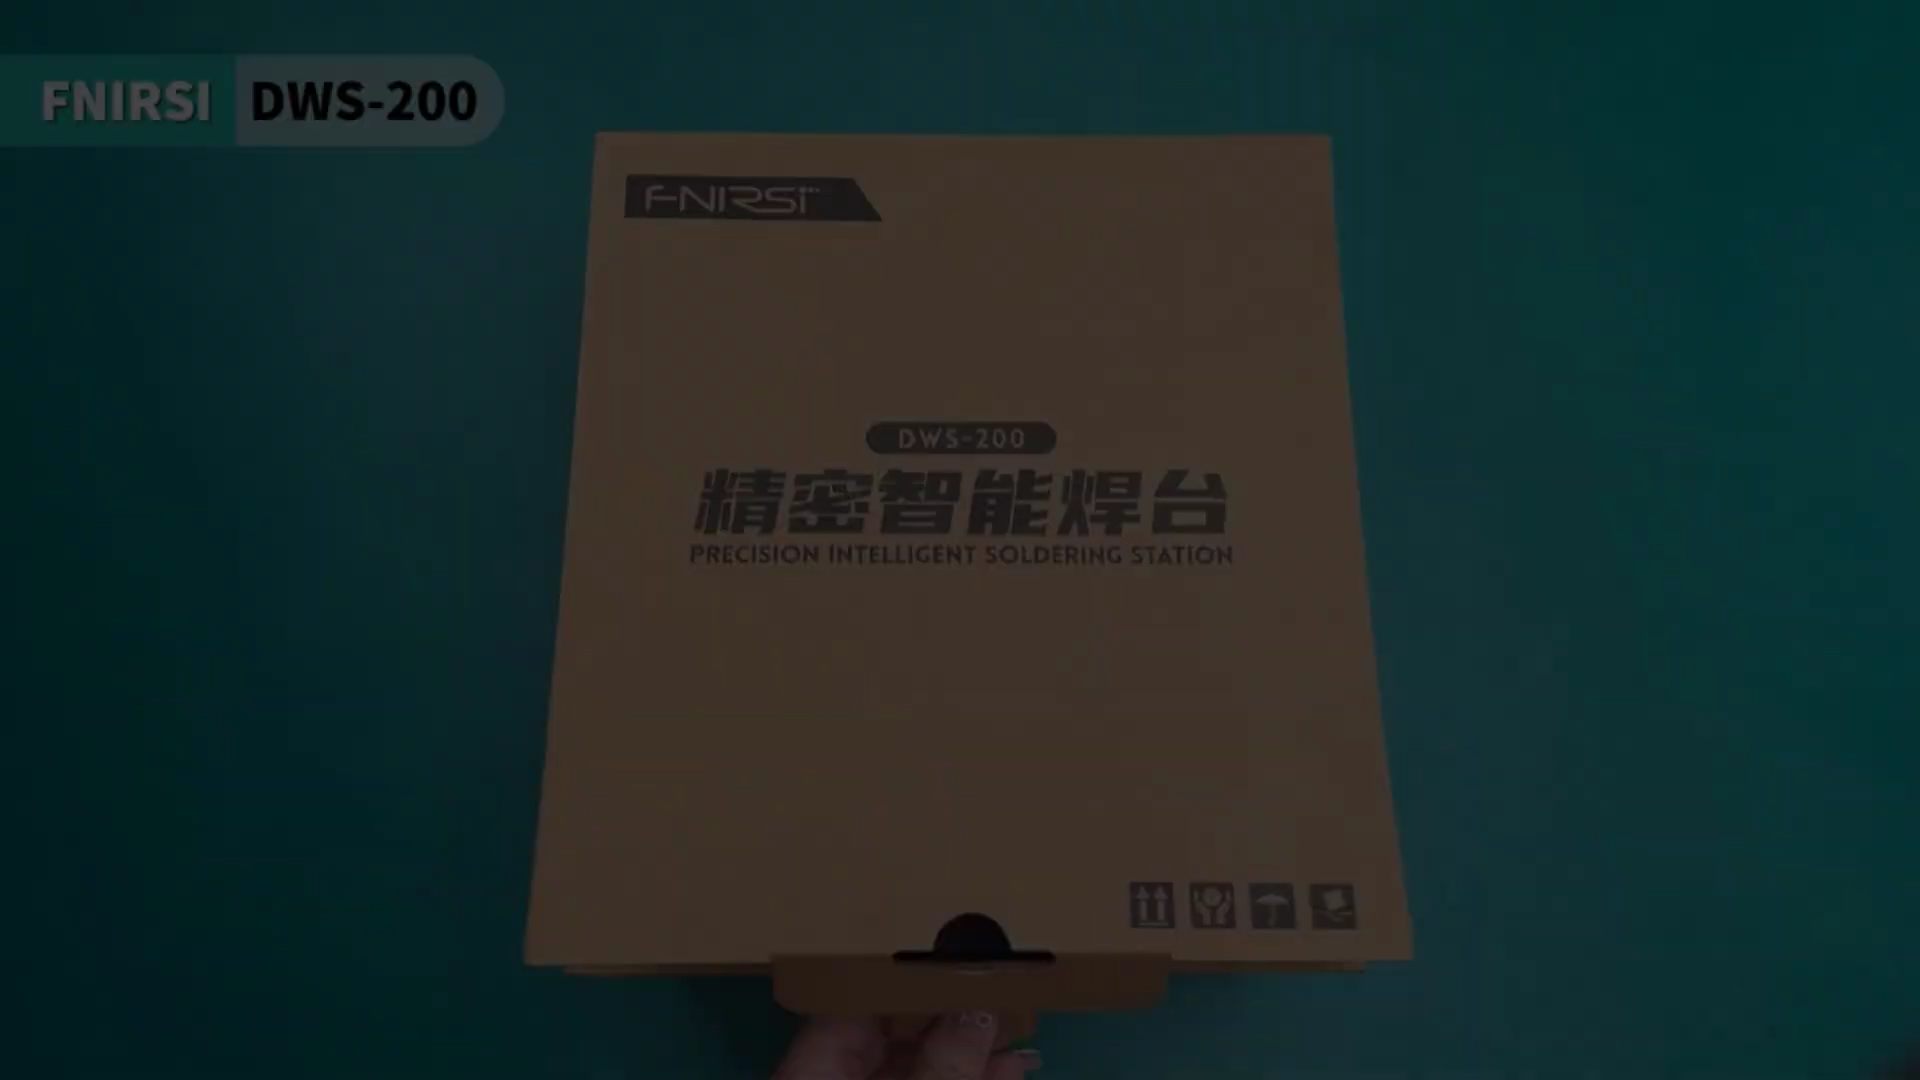 FNIRSI DWS-200
FNIRSI
DWS-200
精密智能焊台
PRECISION INTELLIGENT SOLDERING STATION